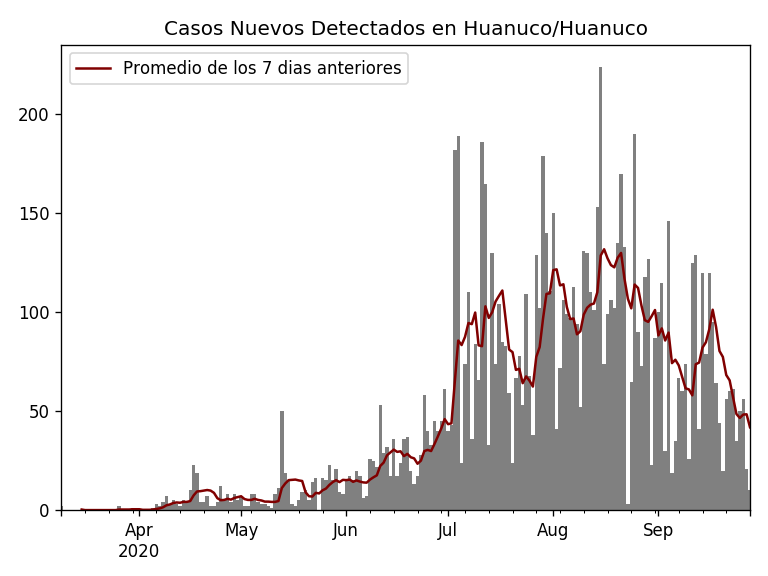 Casos Nuevos Detectados en Huanuco/Huanuco
Promedio de los 7 dias anteriores
200
150
100
50
0
Apr
2020
May
Jun
Jul
Aug
Sep